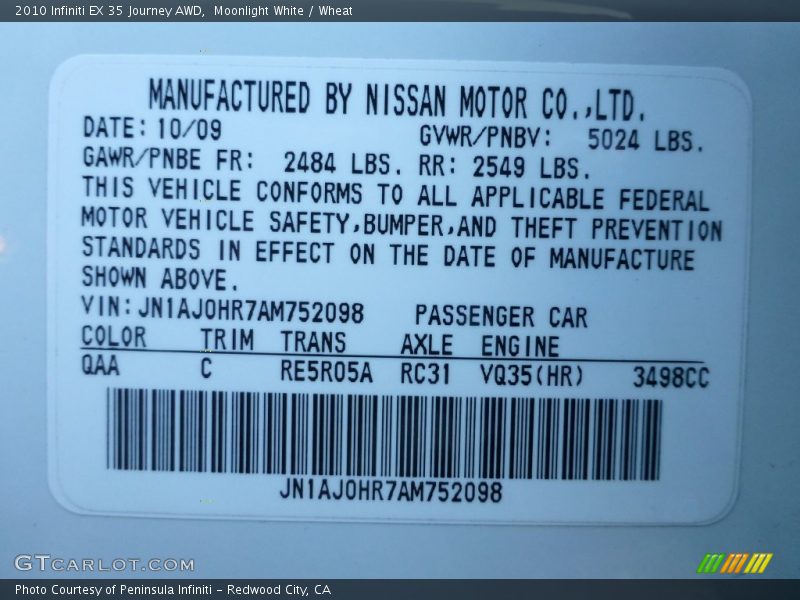 2010 Infiniti EX 35 Journey AWD, Moonlight White / Wheat
MANUFACTURED BY NISSAN MOTOR CO.,LTD.
DATE: 10/09 GVWR/PNBV: 5024 LBS.
GAWR/PNBE FR: 2484 LBS. RR: 2549 LBS.
THIS VEHICLE CONFORMS TO ALL APPLICABLE FEDERAL
MOTOR VEHICLE SAFETY,BUMPER,AND THEFT PREVENTION
STANDARDS IN EFFECT ON THE DATE OF MANUFACTURE
SHOWN ABOVE.
VIN: JN1AJ0HR7AM752098 PASSENGER CAR
COLOR TRIM TRANS AXLE ENGINE
QAA C RE5R05A RC31 VQ35(HR) 3498CC
JN1AJ0HR7AM752098
GTCARLOT.COM
Photo Courtesy of Peninsula Infiniti - Redwood City, CA